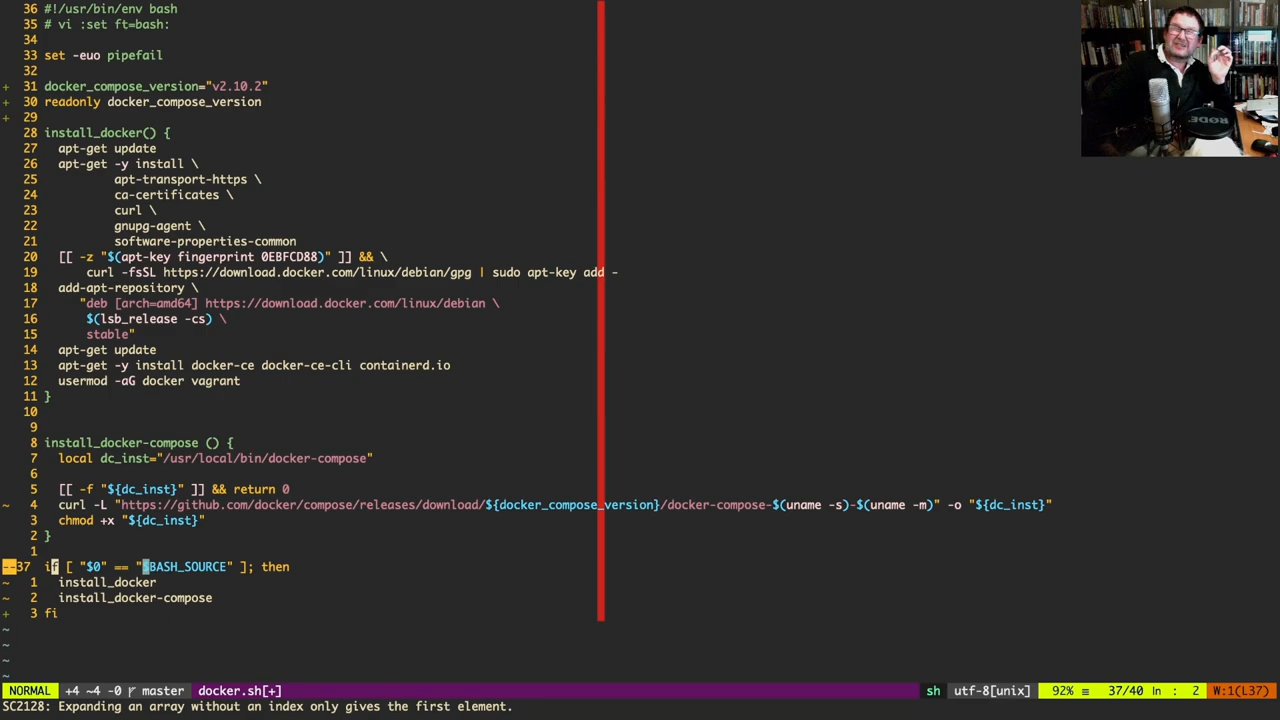 36 #!/usr/bin/env bash
35 # vi :set ft=bash:
34
33 set -euo pipefail
32
+ 31 docker_compose_version="v2.10.2"
+ 30 readonly docker_compose_version
+ 29
28 install_docker() {
27 apt-get update
26 apt-get -y install \
25 apt-transport-https \
24 ca-certificates \
23 curl \
22 gnupg-agent \
21 software-properties-common
20 [[ -z "$(apt-key fingerprint 0EBFCD88)" ]] && \
19 curl -fsSL https://download.docker.com/linux/debian/gpg | sudo apt-key add -
18 add-apt-repository \
17 "deb [arch=amd64] https://download.docker.com/linux/debian \
16 $(lsb_release -cs) \
15 stable"
14 apt-get update
13 apt-get -y install docker-ce docker-ce-cli containerd.io
12 usermod -aG docker vagrant
11 }
10
9
8 install_docker-compose () {
7 local dc_inst="/usr/local/bin/docker-compose"
6
5 [[ -f "${dc_inst}" ]] && return 0
~ 4 curl -L "https://github.com/docker/compose/releases/download/${docker_compose_version}/docker-compose-$(uname -s)-$(uname -m)" -o "${dc_inst}"
3 chmod +x "${dc_inst}"
2 }
1
--37 if [ "$0" == "$BASH_SOURCE" ]; then
~ 1 install_docker
~ 2 install_docker-compose
+ 3 fi
~
~
~
~
NORMAL +4 ~4 -0 master docker.sh[+] sh utf-8[unix] 92% 37/40 ln : 2 W:1(L37)
SC2128: Expanding an array without an index only gives the first element.
RODE